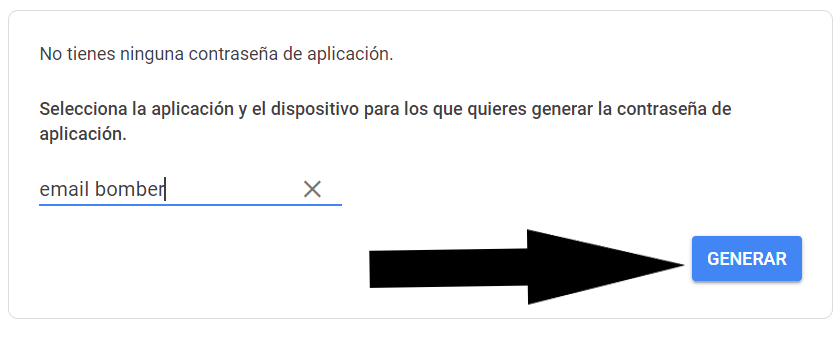 No tienes ninguna contraseña de aplicación.
Selecciona la aplicación y el dispositivo para los que quieres generar la contraseña de
aplicación.
email bomber
GENERAR